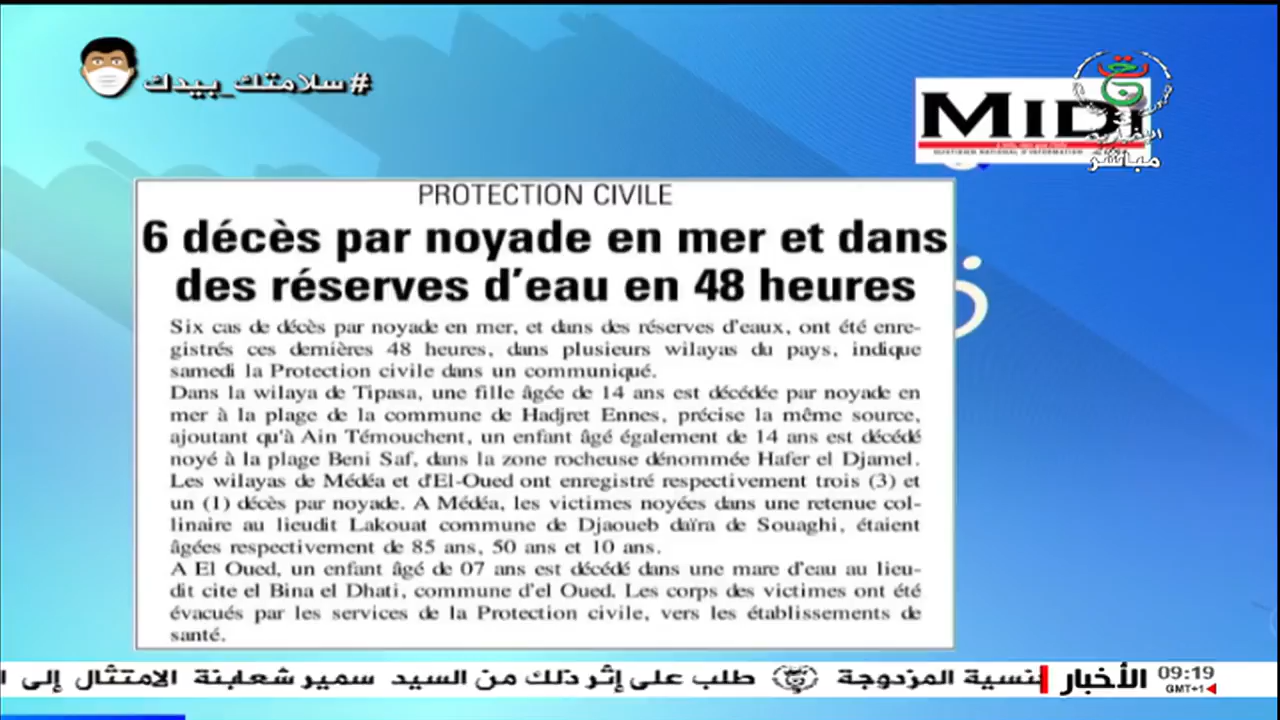 #سلامتك_بيدك
MiDi
QUOTIDIEN NATIONAL D'INFORMATION
الإخبارية
مباشر
PROTECTION CIVILE
6 décès par noyade en mer et dans
des réserves d'eau en 48 heures
Six cas de décès par noyade en mer, et dans des réserves d'eaux, ont été enre-
gistrés ces dernières 48 heures, dans plusieurs wilayas du pays, indique
samedi la Protection civile dans un communiqué.
Dans la wilaya de Tipasa, une fille âgée de 14 ans est décédée par noyade en
mer à la plage de la commune de Hadjret Ennes, précise la même source,
ajoutant qu'à Ain Témouchent, un enfant âgé également de 14 ans est décédé
noyé à la plage Beni Saf, dans la zone rocheuse dénommée Hafer el Djamel.
Les wilayas de Médéa et d'El-Oued ont enregistré respectivement trois (3) et
un (1) décès par noyade. A Médéa, les victimes noyées dans une retenue col-
linaire au lieudit Lakouat commune de Djaoueb daïra de Souaghi, étaient
âgées respectivement de 85 ans, 50 ans et 10 ans.
A El Oued, un enfant âgé de 07 ans est décédé dans une mare d'eau au lieu-
dit cite el Bina el Dhati, commune d'el Oued. Les corps des victimes ont été
évacués par les services de la Protection civile, vers les établissements de
santé.
نسية المزدوجة طلب على إثر ذلك من السيد سمير شعابنة الامتثال إلى ا
الأخبار
09:19
GMT+1